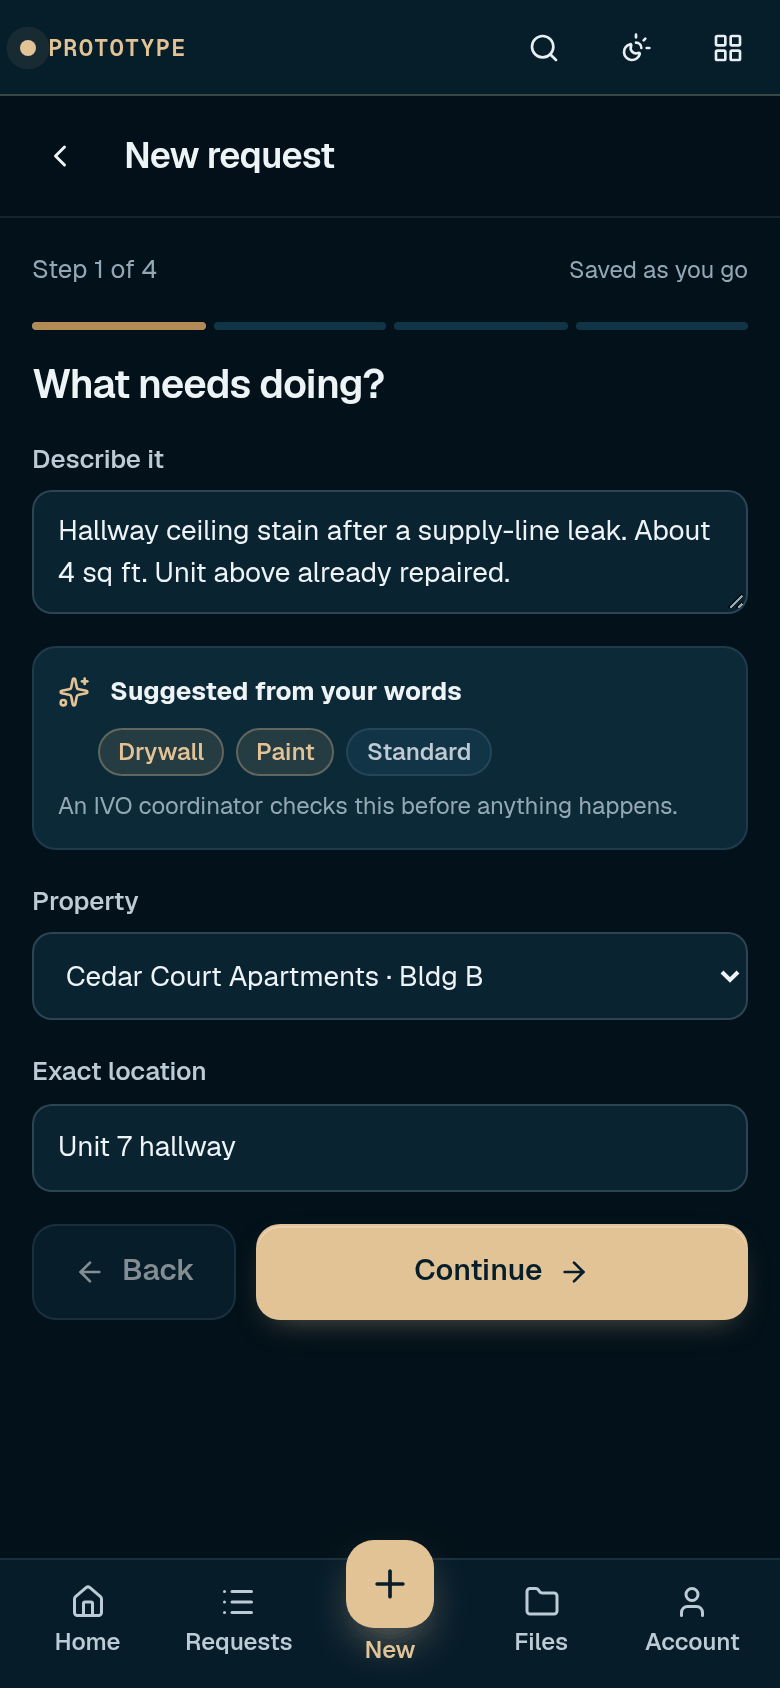 PROTOTYPE
New request
Step 1 of 4
Saved as you go
What needs doing?
Describe it
Hallway ceiling stain after a supply-line leak. About
4 sq ft. Unit above already repaired.
Suggested from your words
Drywall
Paint
Standard
An IVO coordinator checks this before anything happens.
Property
Cedar Court Apartments · Bldg B
Exact location
Unit 7 hallway
Back
Continue
Home
Requests
New
Files
Account